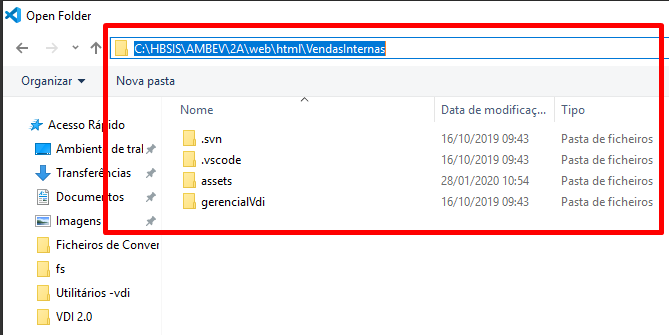 Open Folder
C:\HBSIS\AMBEV\2A\web\html\VendasInternas
Organizar Nova pasta
Nome Data de modificaç... Tipo
Acesso Rápido
.svn 16/10/2019 09:43 Pasta de ficheiros
Ambiente de tral
.vscode 16/10/2019 09:43 Pasta de ficheiros
Transferências
assets 28/01/2020 10:54 Pasta de ficheiros
Documentos
gerencialVdi 16/10/2019 09:43 Pasta de ficheiros
Imagens
Ficheiros de Conver
fs
Utilitários -vdi
VDI 2.0